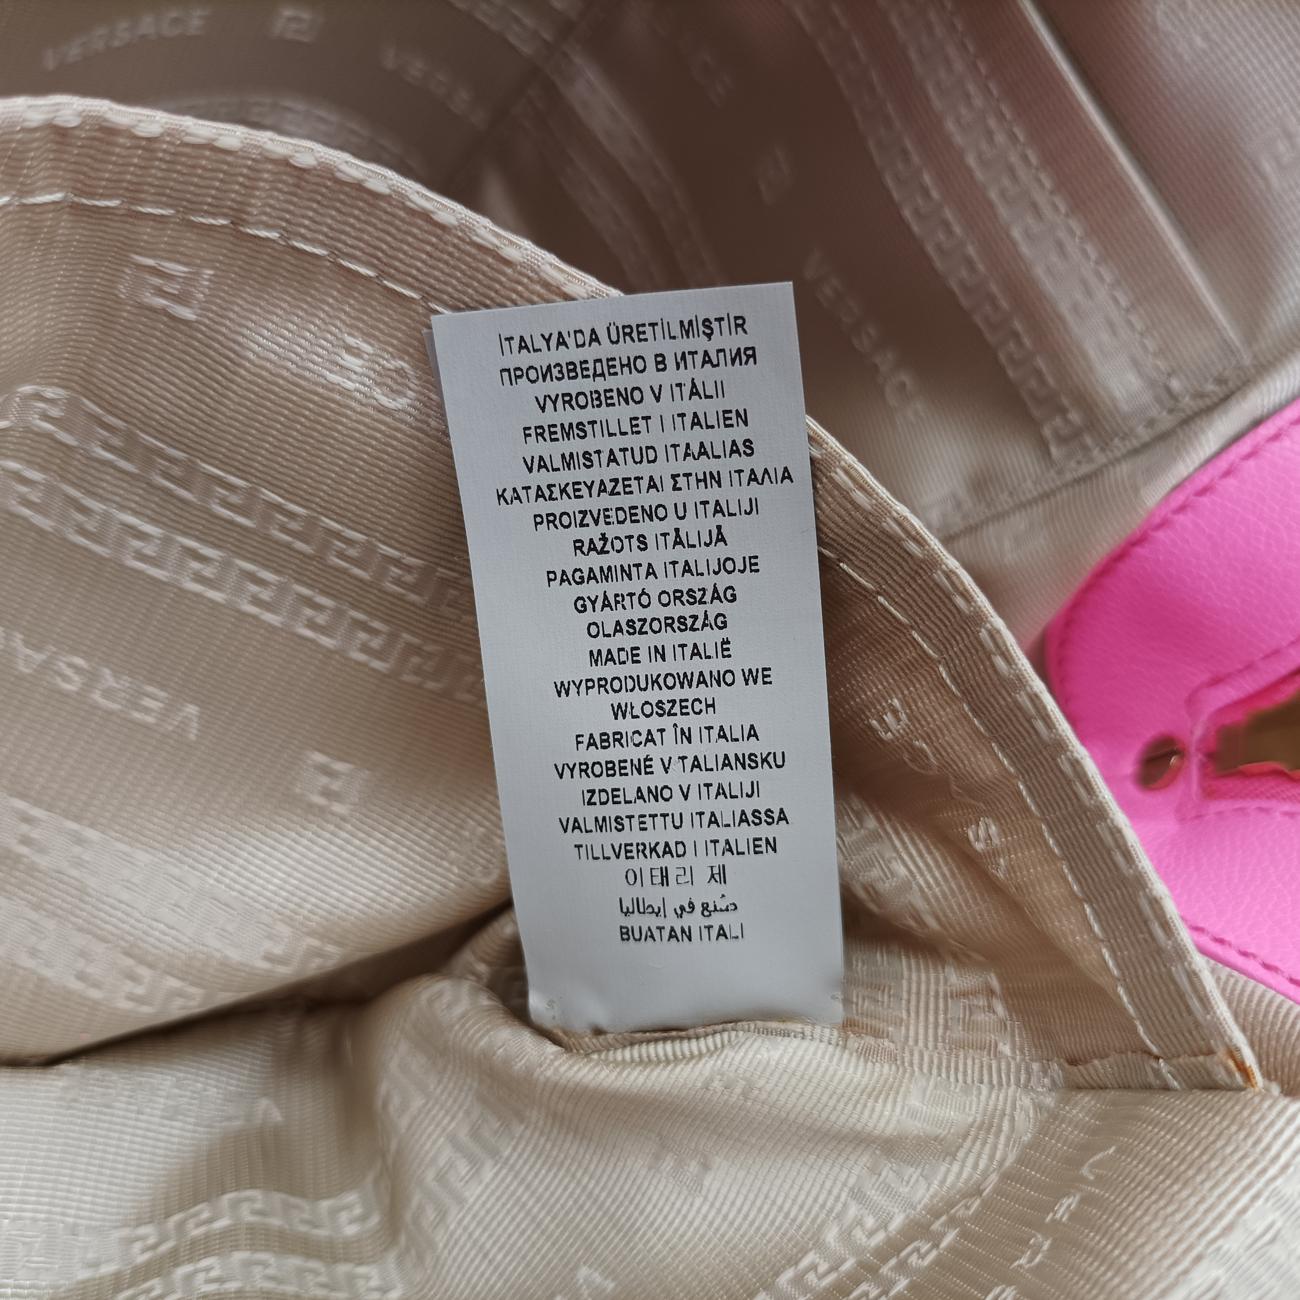 VERSACE
VERSA
VERSACE
İTALYA'DA ÜRETİLMİŞTİR
ПРОИЗВЕДЕНО В ИТАЛИЯ
VYROBENO V ITÁLII
FREMSTILLET I ITALIEN
VALMISTATUD ITAALIAS
ΚΑΤΑΣΚΕΥΑΖΕΤΑΙ ΣΤΗΝ ΙΤΑΛΙΑ
PROIZVEDENO U ITALIJI
RAŽOTS ITĀLIJĀ
PAGAMINTA ITALIJOJE
GYÁRTÓ ORSZÁG
OLASZORSZÁG
MADE IN ITALIË
WYPRODUKOWANO WE
WŁOSZECH
FABRICAT ÎN ITALIA
VYROBENÉ V TALIANSKU
IZDELANO V ITALIJI
VALMISTETTU ITALIASSA
TILLVERKAD I ITALIEN
이태리 제
صُنع في إيطاليا
BUATAN ITALI
VERSA